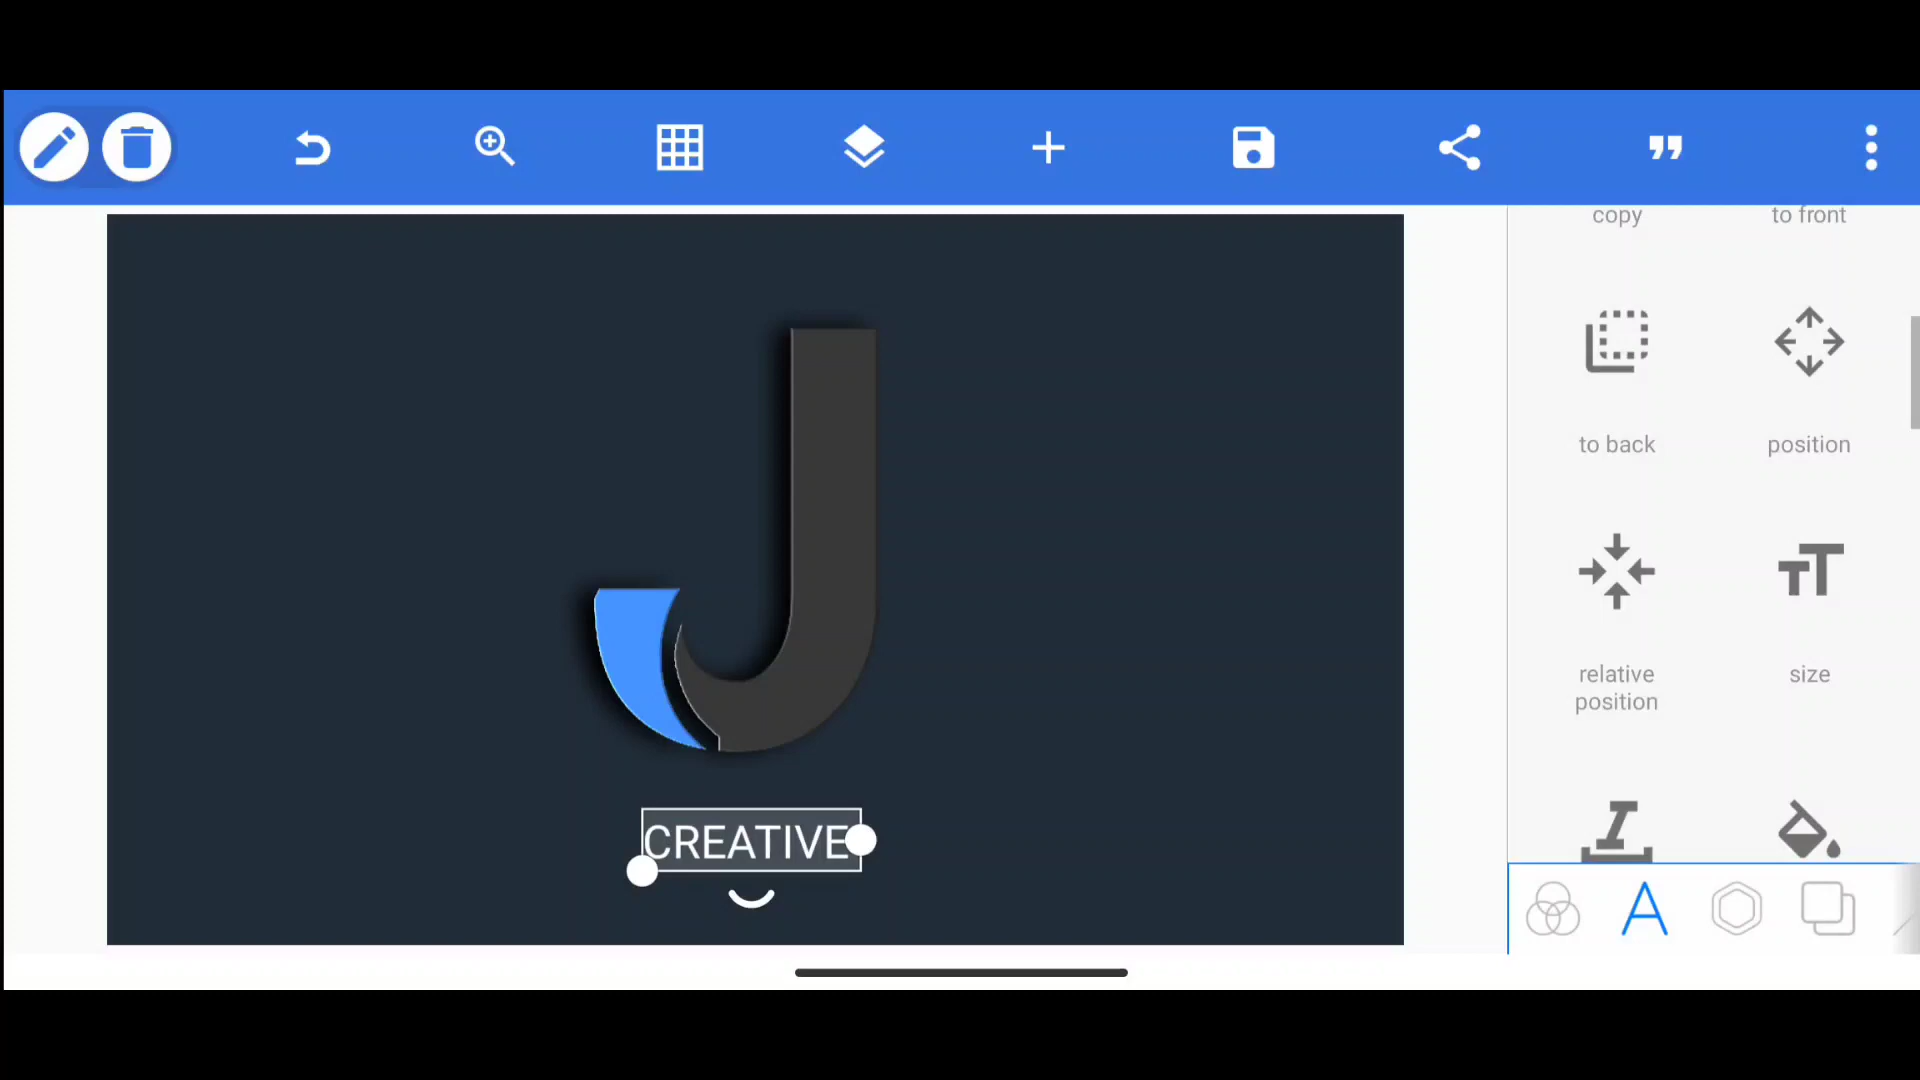 copy
to front
to back
position
relative
position
size
J
CREATIVE